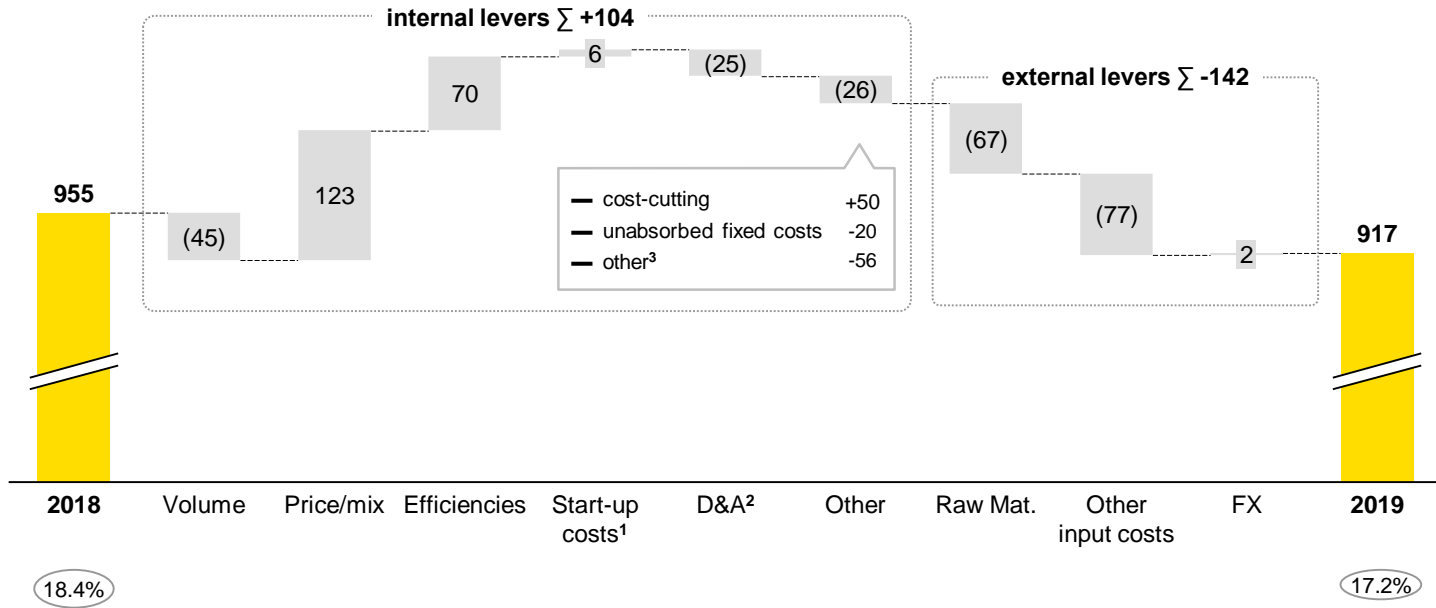 internal levers ∑ +104
external levers ∑ -142
955
(45)
123
70
6
(25)
(26)
(67)
(77)
2
917
cost-cutting +50
unabsorbed fixed costs -20
other³ -56
2018 Volume Price/mix Efficiencies Start-up D&A² Other Raw Mat. Other FX 2019
costs¹ input costs
18.4% 17.2%